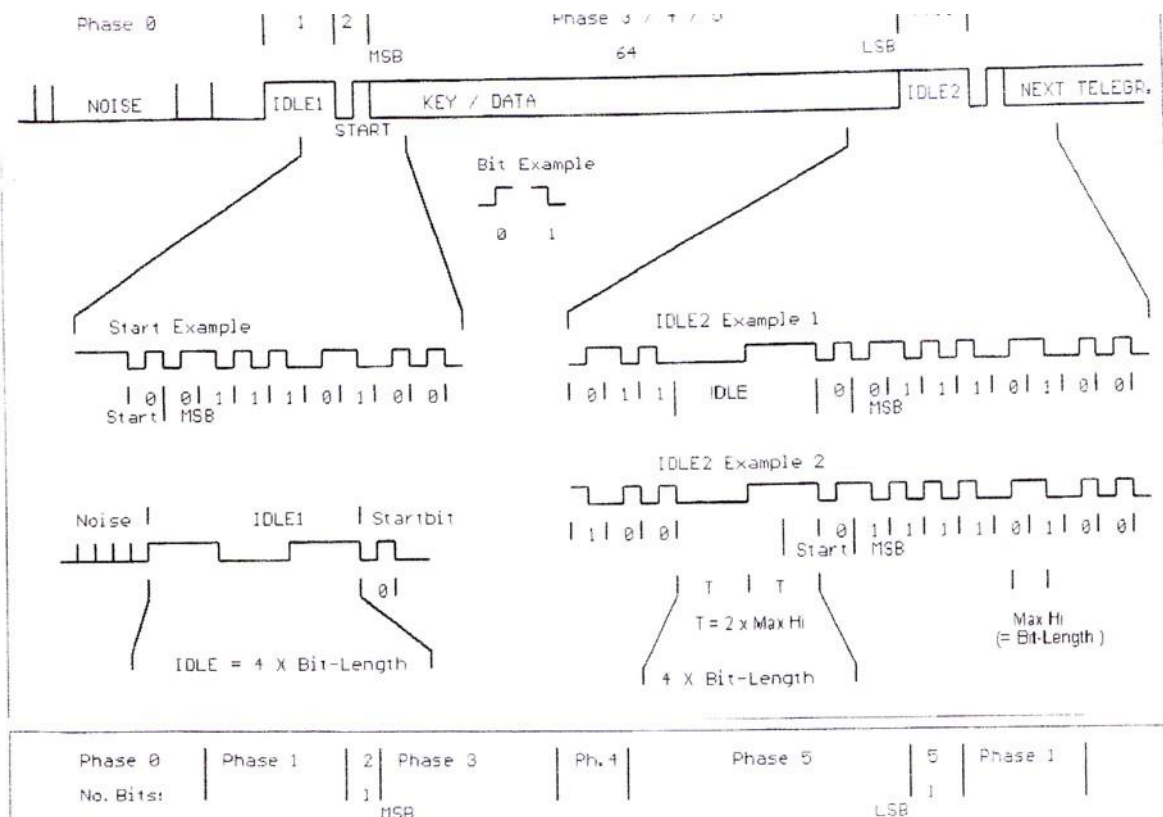 Phase 0 | 1 | 2 | Phase 3 / 4 / 5
MSB 64 LSB
NOISE IDLE1 KEY / DATA IDLE2 NEXT TELEGR.
START
Bit Example
0 1
Start Example
| 0 | 0 | 1 | 1 | 1 | 0 | 1 | 0 | 0 |
Start MSB
IDLE2 Example 1
| 0 | 1 | 1 | IDLE | 0 | 0 | 1 | 1 | 1 | 0 | 1 | 0 | 0 |
MSB
IDLE2 Example 2
| 1 | 0 | 0 | | 0 | 1 | 1 | 1 | 1 | 0 | 1 | 0 | 0 |
Start MSB
Noise | IDLE1 | Startbit
| 0 |
IDLE = 4 X Bit-Length
T | T
T = 2 x Max Hi
4 X Bit-Length
Max Hi
(= Bit-Length )
Phase 0 | Phase 1 | 2 | Phase 3 | Ph.4 | Phase 5 | 5 | Phase 1 |
No. Bits: 1 1
MSB LSB